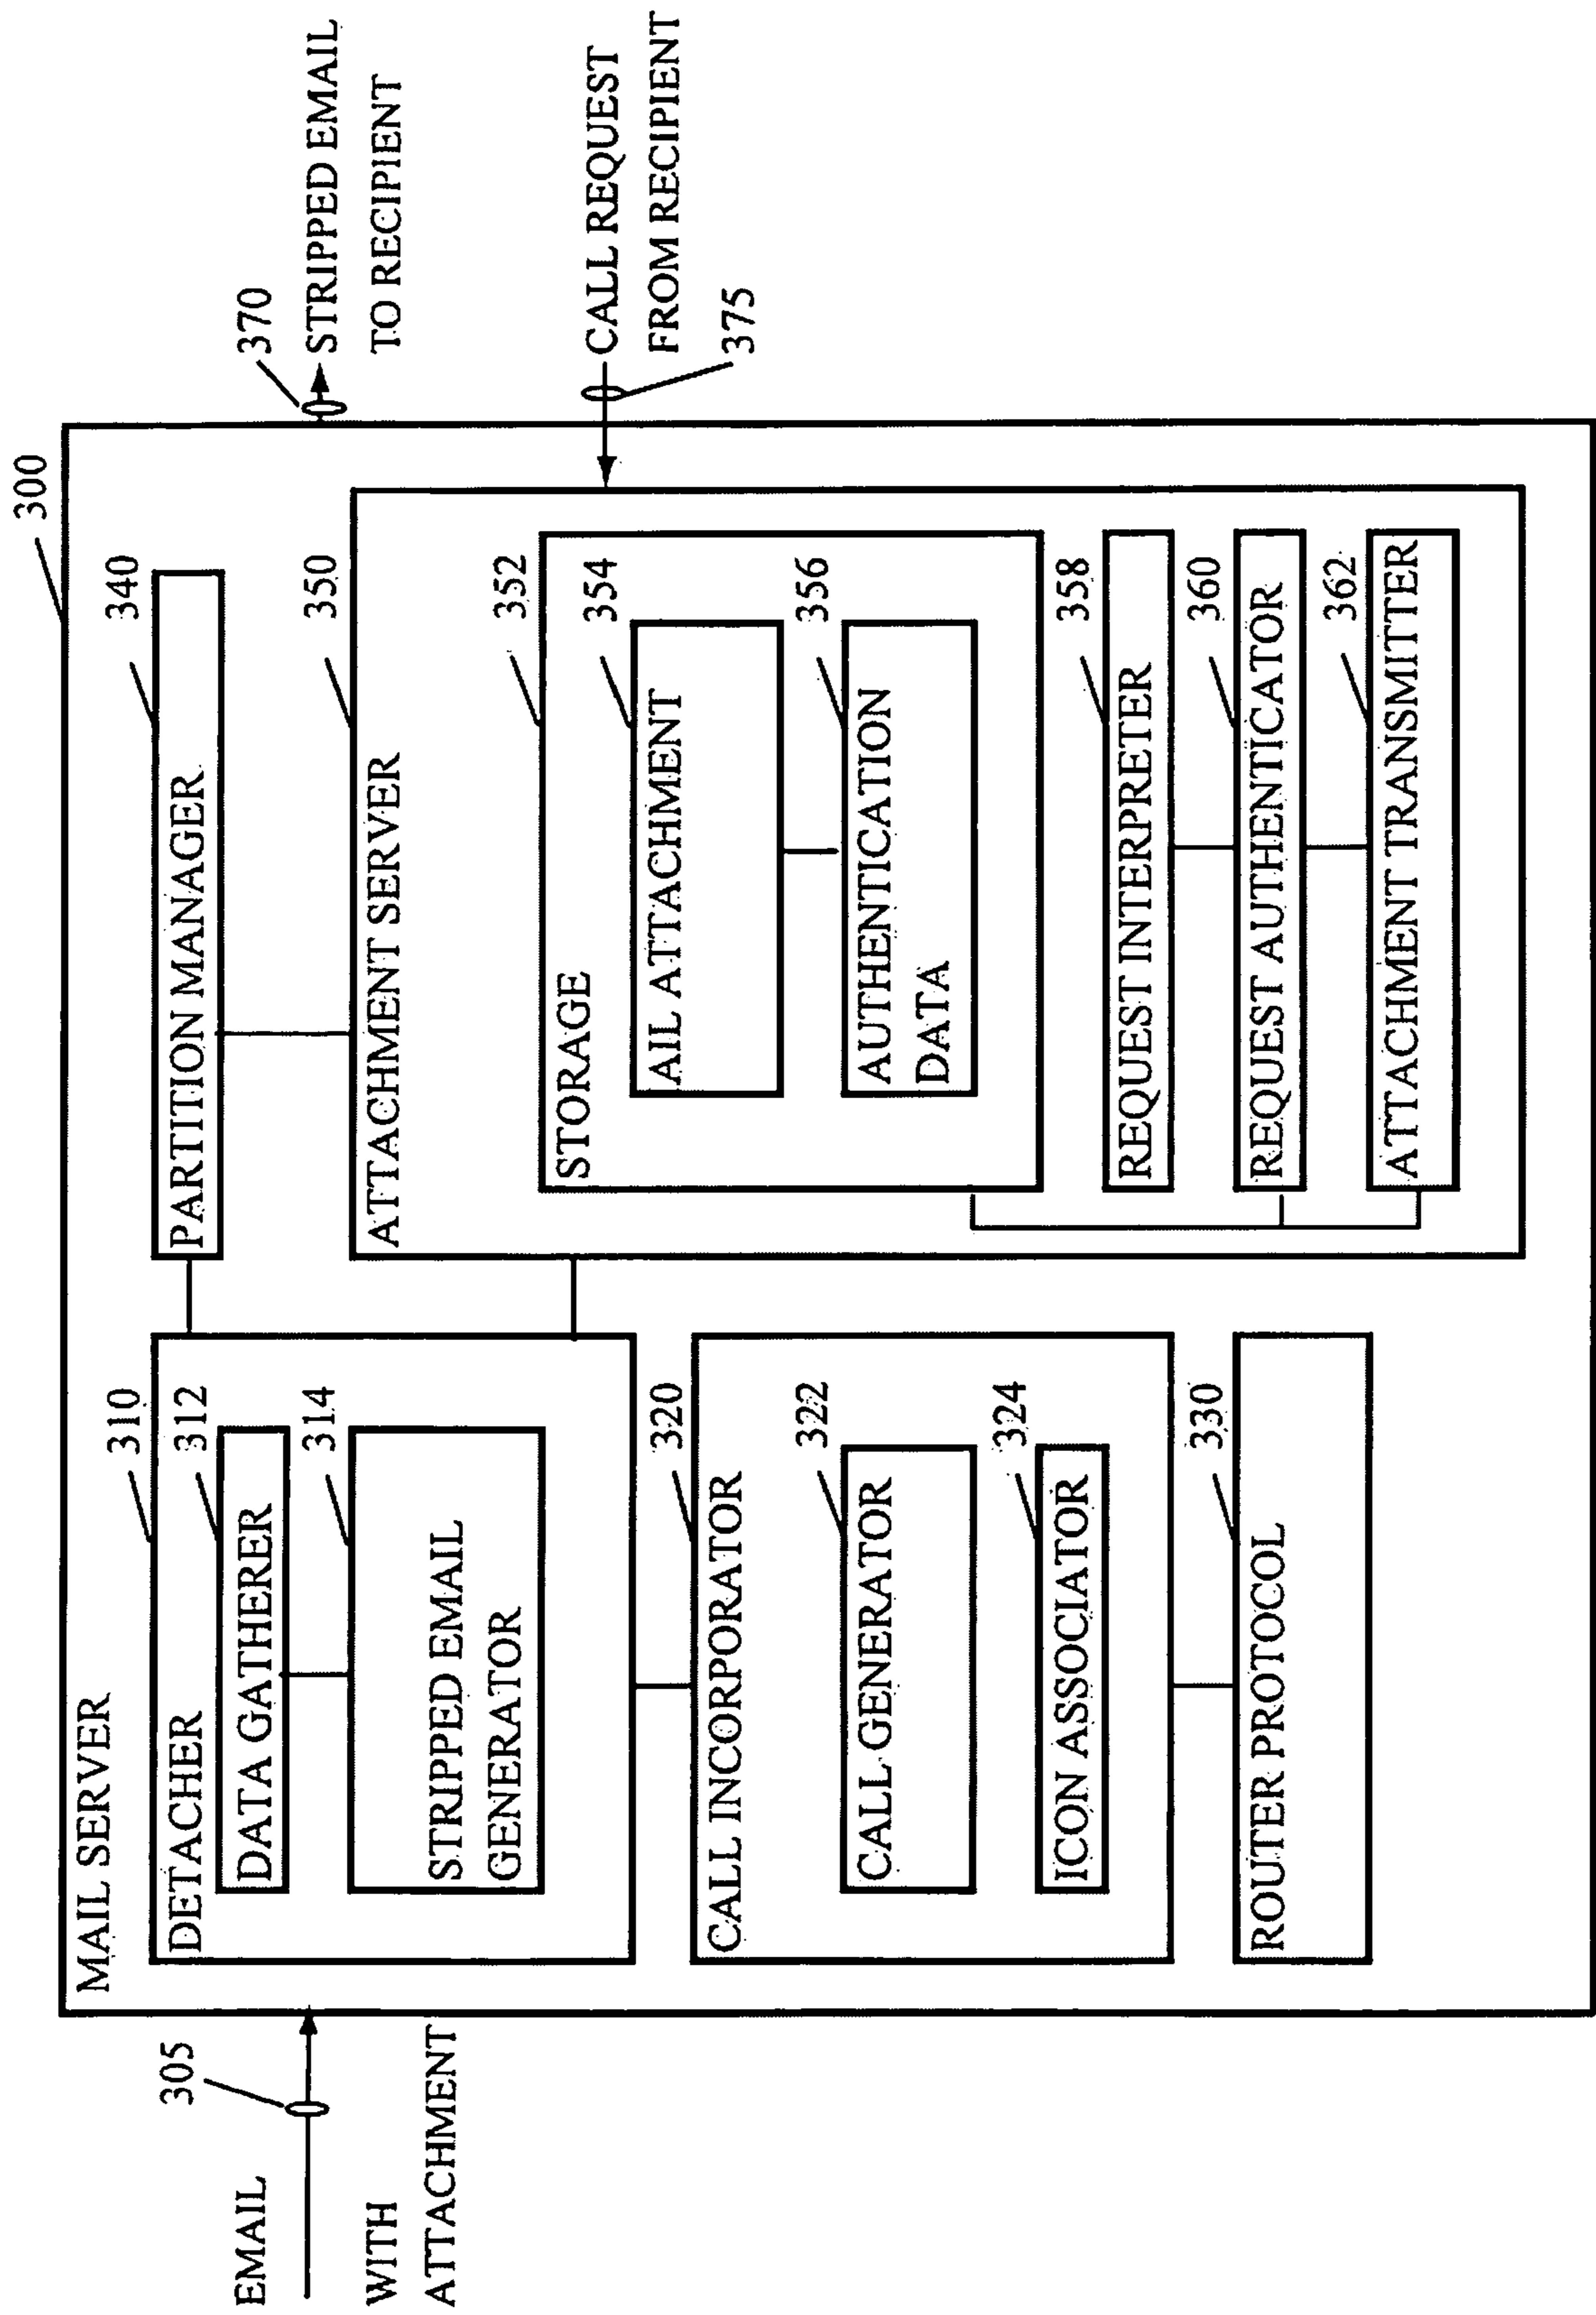 300
MAIL SERVER
EMAIL
305
WITH
ATTACHMENT
310
DETACHER
312
DATA GATHERER
314
STRIPPED EMAIL
GENERATOR
320
CALL INCORPORATOR
322
CALL GENERATOR
324
ICON ASSOCIATOR
330
ROUTER PROTOCOL
340
PARTITION MANAGER
350
ATTACHMENT SERVER
352
STORAGE
354
AIL ATTACHMENT
356
AUTHENTICATION
DATA
358
REQUEST INTERPRETER
360
REQUEST AUTHENTICATOR
362
ATTACHMENT TRANSMITTER
370
STRIPPED EMAIL
TO RECIPIENT
CALL REQUEST
FROM RECIPIENT
375